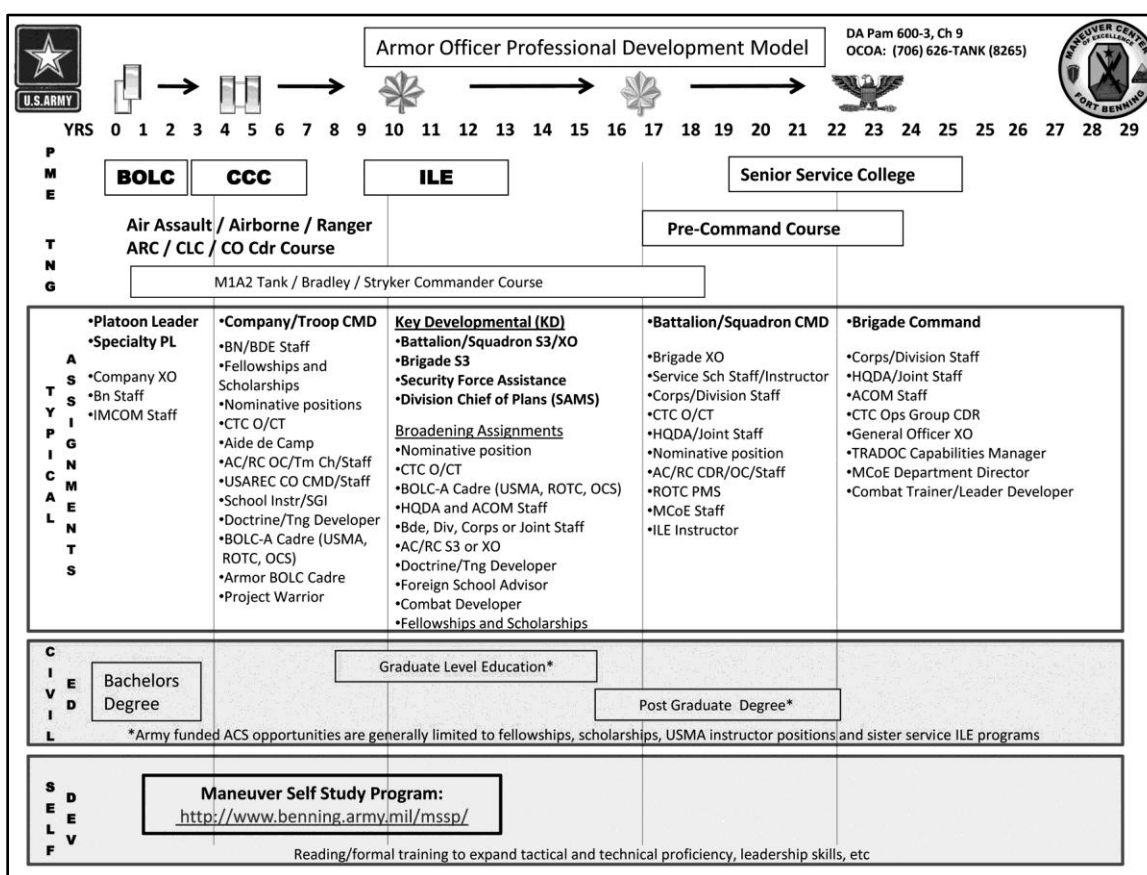 U.S.ARMY
Armor Officer Professional Development Model
DA Pam 600-3, Ch 9
OCOA: (706) 626-TANK (8265)
MANEUVER CENTER
OF EXCELLENCE
FORT BENNING
YRS 0 1 2 3 4 5 6 7 8 9 10 11 12 13 14 15 16 17 18 19 20 21 22 23 24 25 25 26 27 28 29
PME
BOLC
CCC
ILE
Senior Service College
TNG
Air Assault / Airborne / Ranger
ARC / CLC / CO Cdr Course
Pre-Command Course
M1A2 Tank / Bradley / Stryker Commander Course
TYPICAL
ASSIGNMENTS
•Platoon Leader
•Specialty PL
•Company XO
•Bn Staff
•IMCOM Staff
•Company/Troop CMD
•BN/BDE Staff
•Fellowships and
Scholarships
•Nominative positions
•CTC O/CT
•Aide de Camp
•AC/RC OC/Tm Ch/Staff
•USAREC CO CMD/Staff
•School Instr/SGI
•Doctrine/Tng Developer
•BOLC-A Cadre (USMA,
ROTC, OCS)
•Armor BOLC Cadre
•Project Warrior
Key Developmental (KD)
•Battalion/Squadron S3/XO
•Brigade S3
•Security Force Assistance
•Division Chief of Plans (SAMS)
Broadening Assignments
•Nominative position
•CTC O/CT
•BOLC-A Cadre (USMA, ROTC, OCS)
•HQDA and ACOM Staff
•Bde, Div, Corps or Joint Staff
•AC/RC S3 or XO
•Doctrine/Tng Developer
•Foreign School Advisor
•Combat Developer
•Fellowships and Scholarships
•Battalion/Squadron CMD
•Brigade XO
•Service Sch Staff/Instructor
•Corps/Division Staff
•CTC O/CT
•HQDA/Joint Staff
•Nominative position
•AC/RC CDR/OC/Staff
•ROTC PMS
•MCoE Staff
•ILE Instructor
•Brigade Command
•Corps/Division Staff
•HQDA/Joint Staff
•ACOM Staff
•CTC Ops Group CDR
•General Officer XO
•TRADOC Capabilities Manager
•MCoE Department Director
•Combat Trainer/Leader Developer
CIVIL
ED
Bachelors
Degree
Graduate Level Education*
Post Graduate Degree*
*Army funded ACS opportunities are generally limited to fellowships, scholarships, USMA instructor positions and sister service ILE programs
SELF
DEV
Maneuver Self Study Program:
http://www.benning.army.mil/mssp/
Reading/formal training to expand tactical and technical proficiency, leadership skills, etc